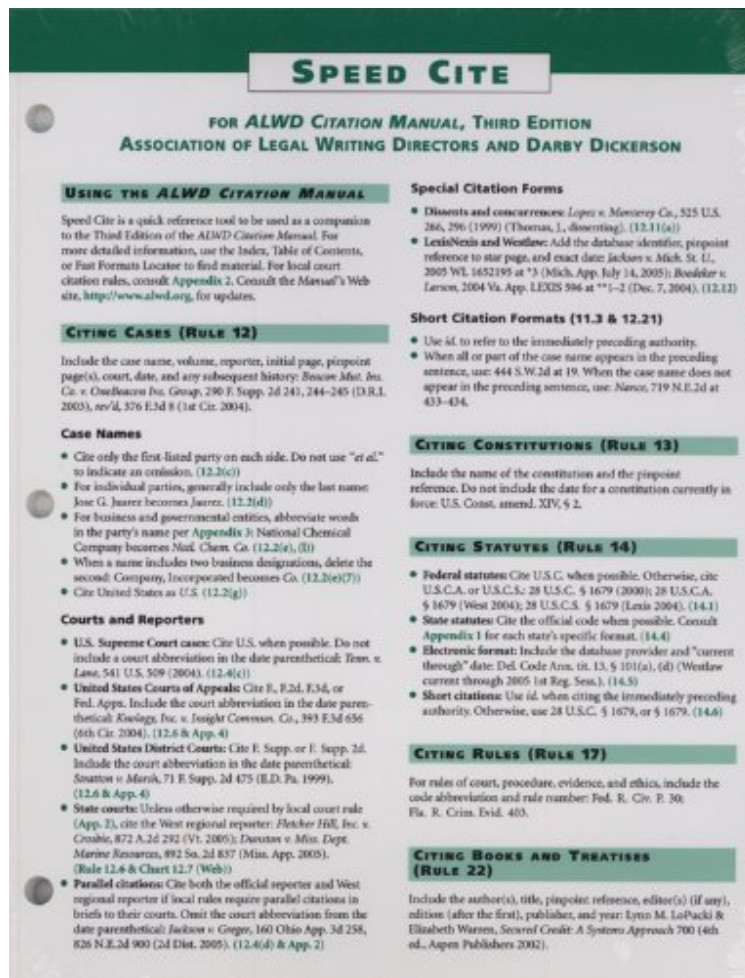 SPEED CITE
FOR ALWD CITATION MANUAL, THIRD EDITION
ASSOCIATION OF LEGAL WRITING DIRECTORS AND DARBY DICKERSON
USING THE ALWD CITATION MANUAL
Speed Cite is a quick reference tool to be used as a companion
to the Third Edition of the ALWD Citation Manual. For
more detailed information, use the Index, Table of Contents,
or Fast Formats Locator to find material. For local court
citation rules, consult Appendix 2. Consult the Manual's Web
site, http://www.alwd.org, for updates.
CITING CASES (RULE 12)
Include the case name, volume, reporter, initial page, pinpoint
page(s), court, date, and any subsequent history: Beacon Mut. Ins.
Co. v. OneBeacon Ins. Group, 290 F. Supp. 2d 241, 244–245 (D.R.I.
2003), rev'd, 376 F.3d 8 (1st Cir. 2004).
Case Names
• Cite only the first-listed party on each side. Do not use "et al."
to indicate an omission. (12.2(c))
• For individual parties, generally include only the last name:
Jose G. Juarez becomes Juarez. (12.2(d))
• For business and governmental entities, abbreviate words
in the party's name per Appendix 3: National Chemical
Company becomes Natl. Chem. Co. (12.2(e), (l))
• When a name includes two business designations, delete the
second: Company, Incorporated becomes Co. (12.2(e)(7))
• Cite United States as U.S. (12.2(g))
Courts and Reporters
• U.S. Supreme Court cases: Cite U.S. when possible. Do not
include a court abbreviation in the date parenthetical: Tenn. v.
Lane, 541 U.S. 509 (2004). (12.4(c))
• United States Courts of Appeals: Cite F., F.2d, F.3d, or
Fed. Appx. Include the court abbreviation in the date paren-
thetical: Kinology, Inc. v. Insight Commun. Co., 393 F.3d 656
(6th Cir. 2004). (12.6 & App. 4)
• United States District Courts: Cite F. Supp. or F. Supp. 2d.
Include the court abbreviation in the date parenthetical:
Stratton v. Marsh, 71 F. Supp. 2d 475 (E.D. Pa. 1999).
(12.6 & App. 4)
• State courts: Unless otherwise required by local court rule
(App. 2), cite the West regional reporter: Fletcher Hill, Inc. v.
Crosbie, 872 A.2d 292 (Vt. 2005); Dunston v. Miss. Dept.
Marine Resources, 892 So. 2d 837 (Miss. App. 2005).
(Rule 12.6 & Chart 12.7 (Web))
• Parallel citations: Cite both the official reporter and West
regional reporter if local rules require parallel citations in
briefs to their courts. Omit the court abbreviation from the
date parenthetical: Jackson v. Greger, 160 Ohio App. 3d 258,
826 N.E.2d 900 (2d Dist. 2005). (12.4(d) & App. 2)
Special Citation Forms
• Dissents and concurrences: Lopez v. Monterey Co., 525 U.S.
266, 296 (1999) (Thomas, J., dissenting). (12.11(a))
• LexisNexis and Westlaw: Add the database identifier, pinpoint
reference to star page, and exact date: Jackson v. Mich. St. U.,
2005 WL 1652195 at *3 (Mich. App. July 14, 2005); Boedeker v.
Larson, 2004 Va. App. LEXIS 596 at **1–2 (Dec. 7, 2004). (12.12)
Short Citation Formats (11.3 & 12.21)
• Use id. to refer to the immediately preceding authority.
• When all or part of the case name appears in the preceding
sentence, use: 444 S.W.2d at 19. When the case name does not
appear in the preceding sentence, use: Nance, 719 N.E.2d at
433–434.
CITING CONSTITUTIONS (RULE 13)
Include the name of the constitution and the pinpoint
reference. Do not include the date for a constitution currently in
force: U.S. Const. amend. XIV, § 2.
CITING STATUTES (RULE 14)
• Federal statutes: Cite U.S.C. when possible. Otherwise, cite
U.S.C.A. or U.S.C.S.: 28 U.S.C. § 1679 (2000); 28 U.S.C.A.
§ 1679 (West 2004); 28 U.S.C.S. § 1679 (Lexis 2004). (14.1)
• State statutes: Cite the official code when possible. Consult
Appendix 1 for each state's specific format. (14.4)
• Electronic format: Include the database provider and "current
through" date: Del. Code Ann. tit. 13, § 101(a), (d) (Westlaw
current through 2005 1st Reg. Sess.). (14.5)
• Short citations: Use id. when citing the immediately preceding
authority. Otherwise, use 28 U.S.C. § 1679, or § 1679. (14.6)
CITING RULES (RULE 17)
For rules of court, procedure, evidence, and ethics, include the
code abbreviation and rule number: Fed. R. Civ. P. 30;
Fla. R. Crim. Evid. 403.
CITING BOOKS AND TREATISES
(RULE 22)
Include the author(s), title, pinpoint reference, editor(s) (if any),
edition (after the first), publisher, and year: Lynn M. LoPucki &
Elizabeth Warren, Secured Credit: A Systems Approach 700 (4th
ed., Aspen Publishers 2002).